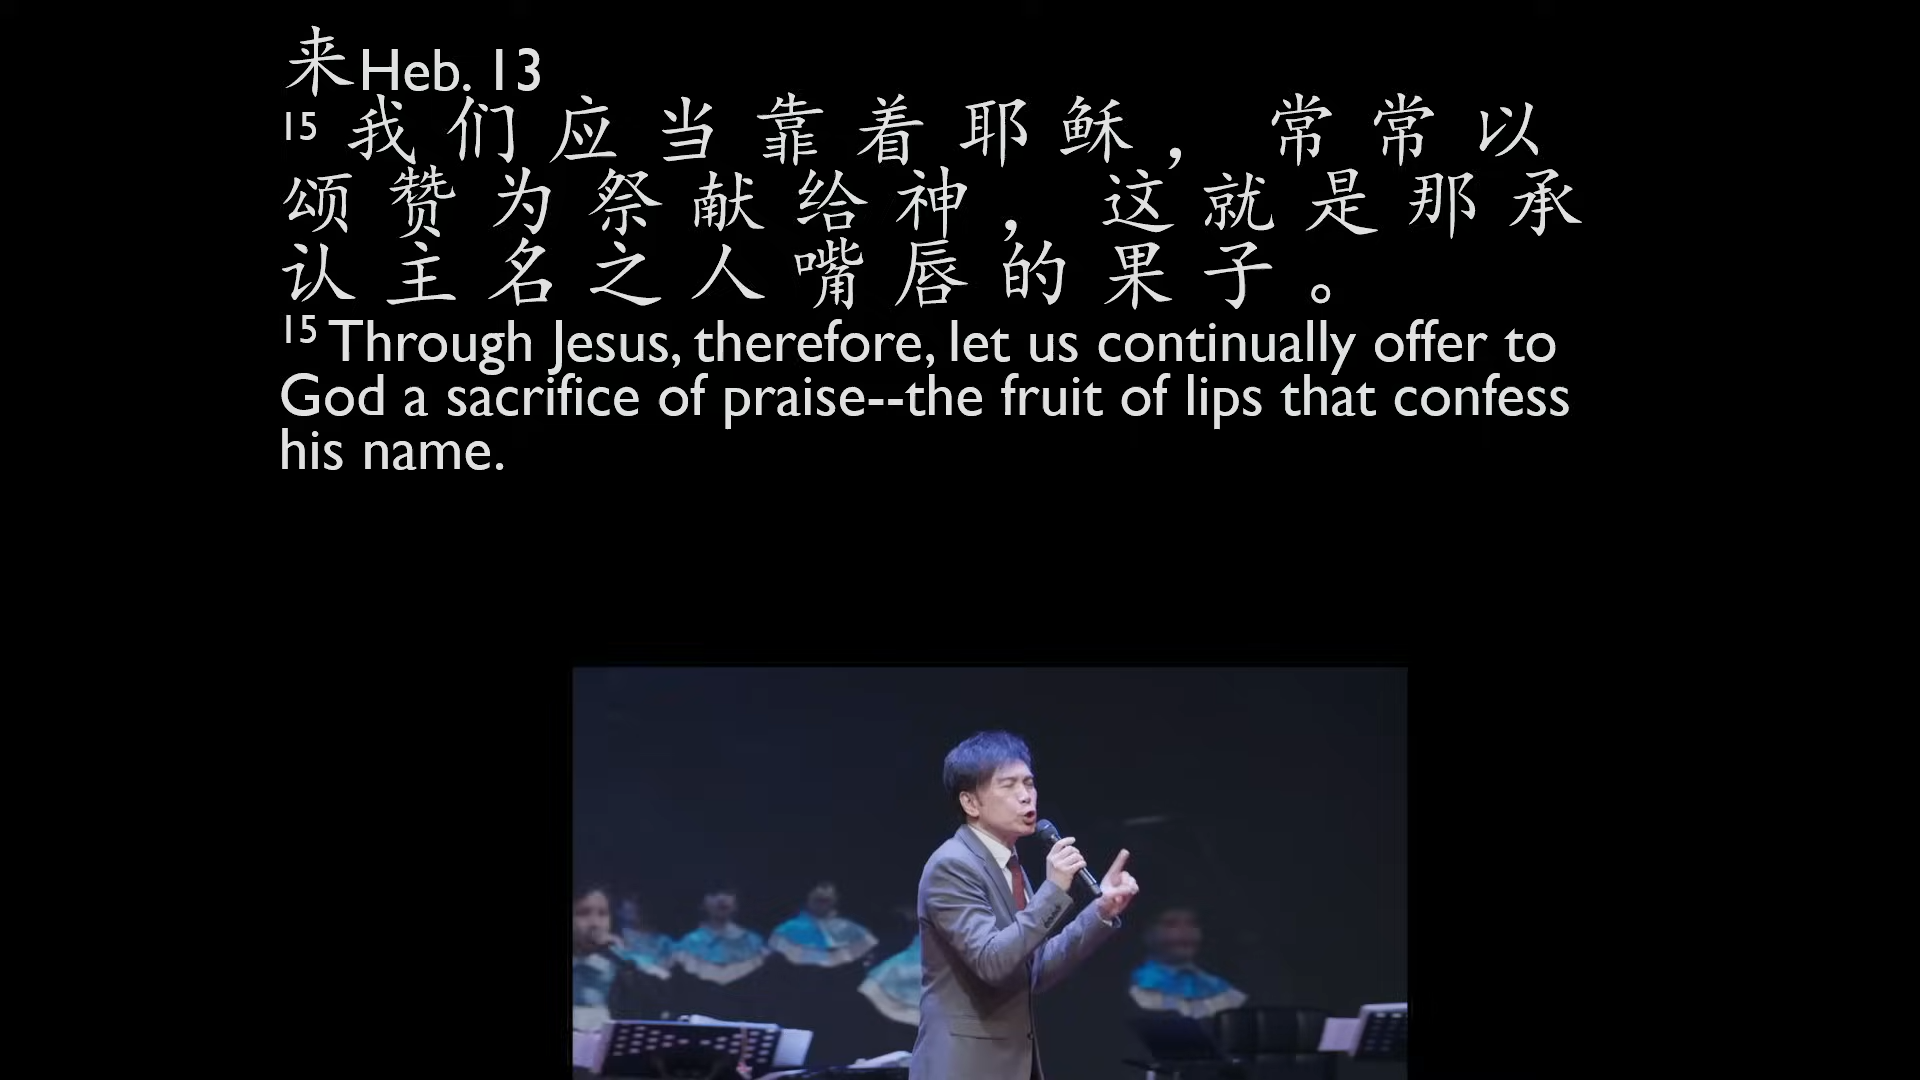 来Heb. 13
15 我们应当靠着耶稣，常常以
颂赞为祭献给神，这就是那承
认主名之人嘴唇的果子。
15 Through Jesus, therefore, let us continually offer to
God a sacrifice of praise--the fruit of lips that confess
his name.